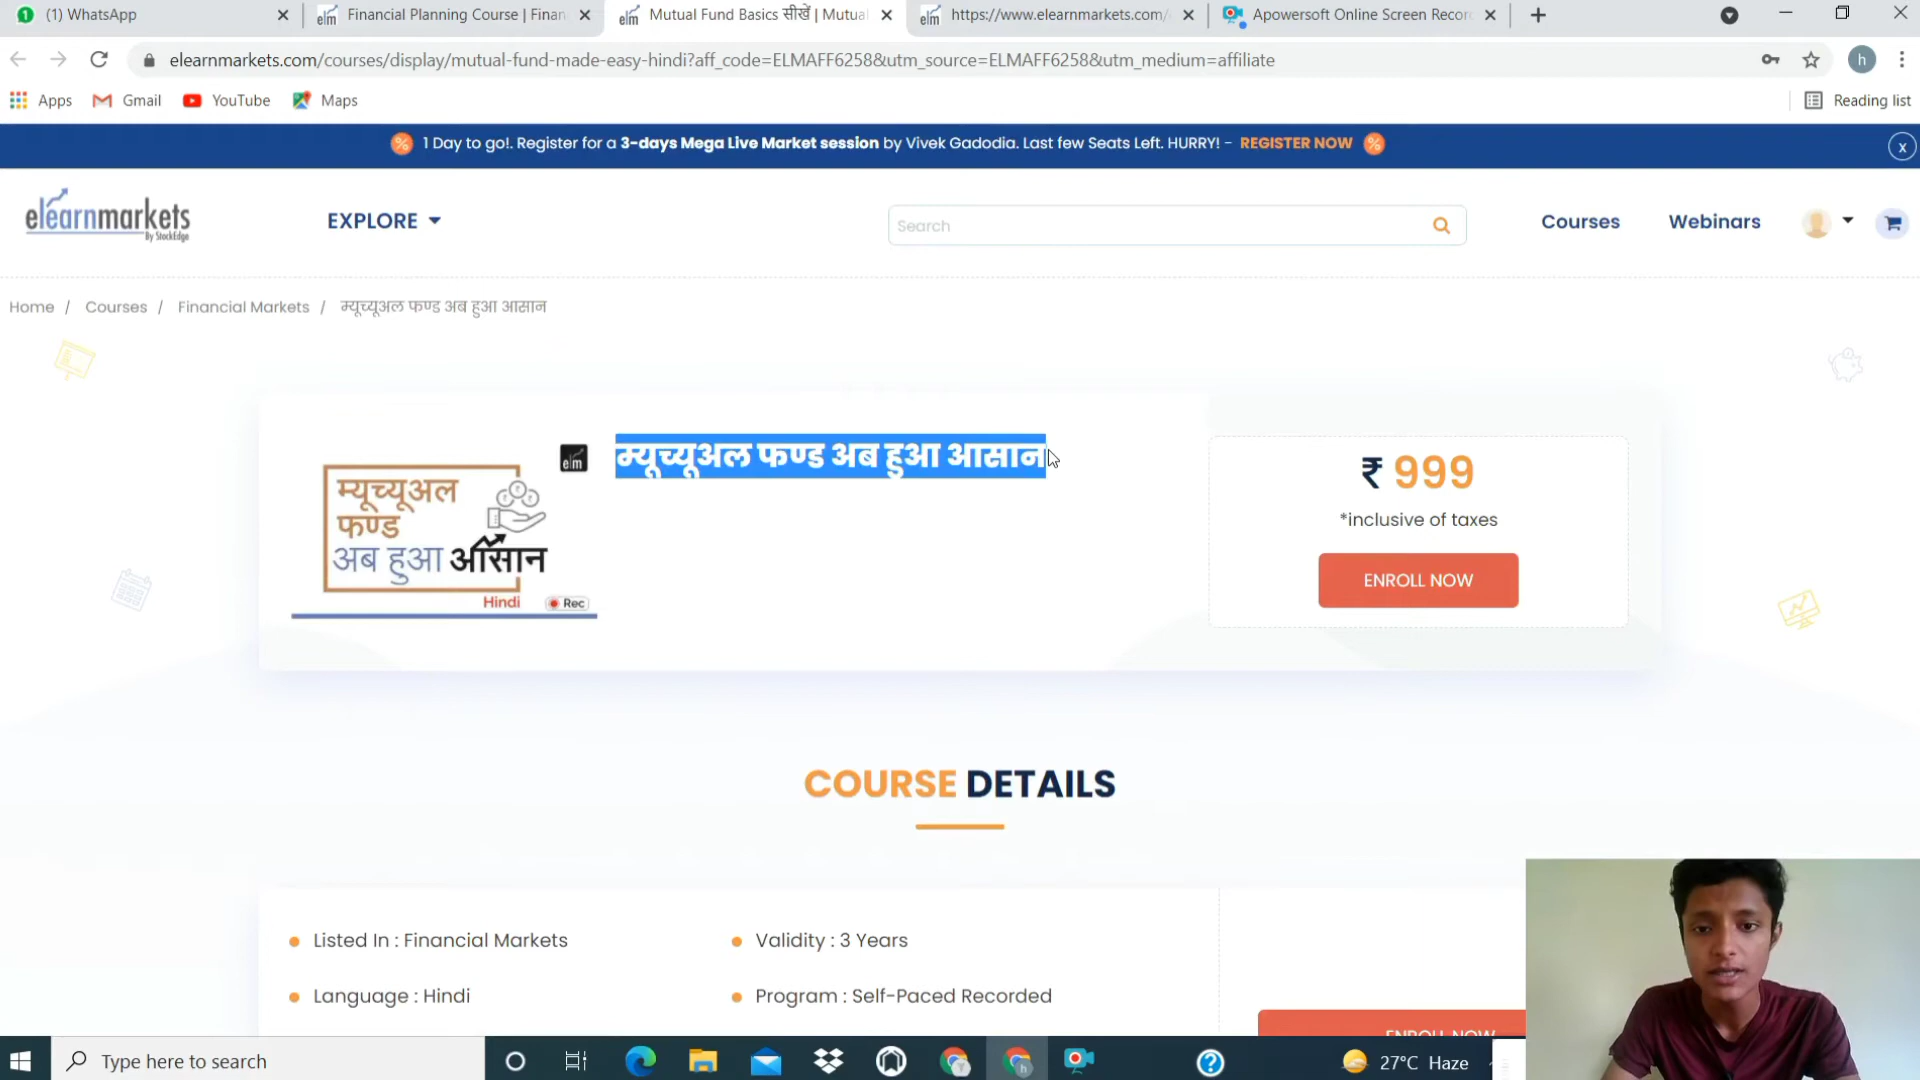 (1) WhatsApp
Financial Planning Course | Finan
Mutual Fund Basics सीखें | Mutua
https://www.elearnmarkets.com/
Apowersoft Online Screen Recor
elearnmarkets.com/courses/display/mutual-fund-made-easy-hindi?aff_code=ELMAFF6258&utm_source=ELMAFF6258&utm_medium=affiliate
h
Apps
Gmail
YouTube
Maps
Reading list
1 Day to go!. Register for a 3-days Mega Live Market session by Vivek Gadodia. Last few Seats Left. HURRY! - REGISTER NOW
x
elearnmarkets
By StockEdge
EXPLORE
Search
Courses
Webinars
Home / Courses / Financial Markets / म्यूच्यूअल फण्ड अब हुआ आसान
elm
म्यूच्यूअल फण्ड अब हुआ आसान
म्यूच्यूअल
फण्ड
अब हुआ आसान
Hindi
Rec
₹ 999
*inclusive of taxes
ENROLL NOW
COURSE DETAILS
Listed In : Financial Markets
Validity : 3 Years
Language : Hindi
Program : Self-Paced Recorded
ENROLL NOW
Type here to search
27°C Haze